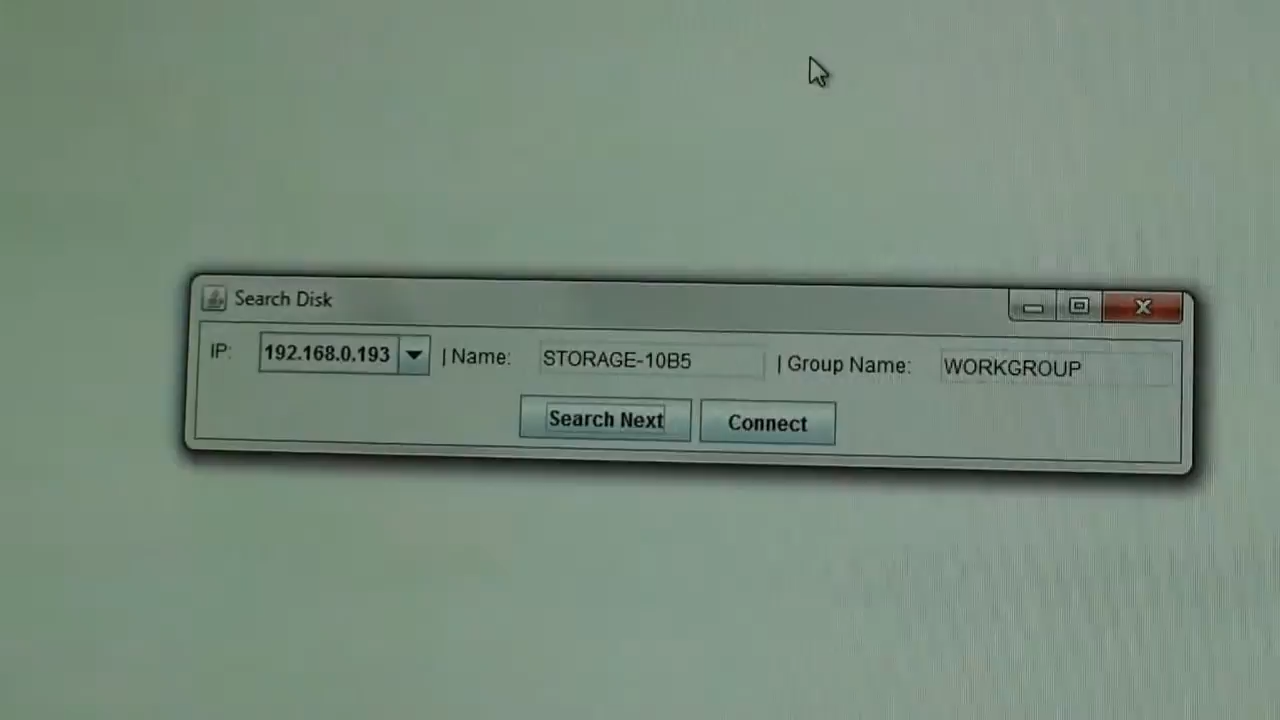 Search Disk
IP: 192.168.0.193 | Name: STORAGE-10B5 | Group Name: WORKGROUP
Search Next Connect